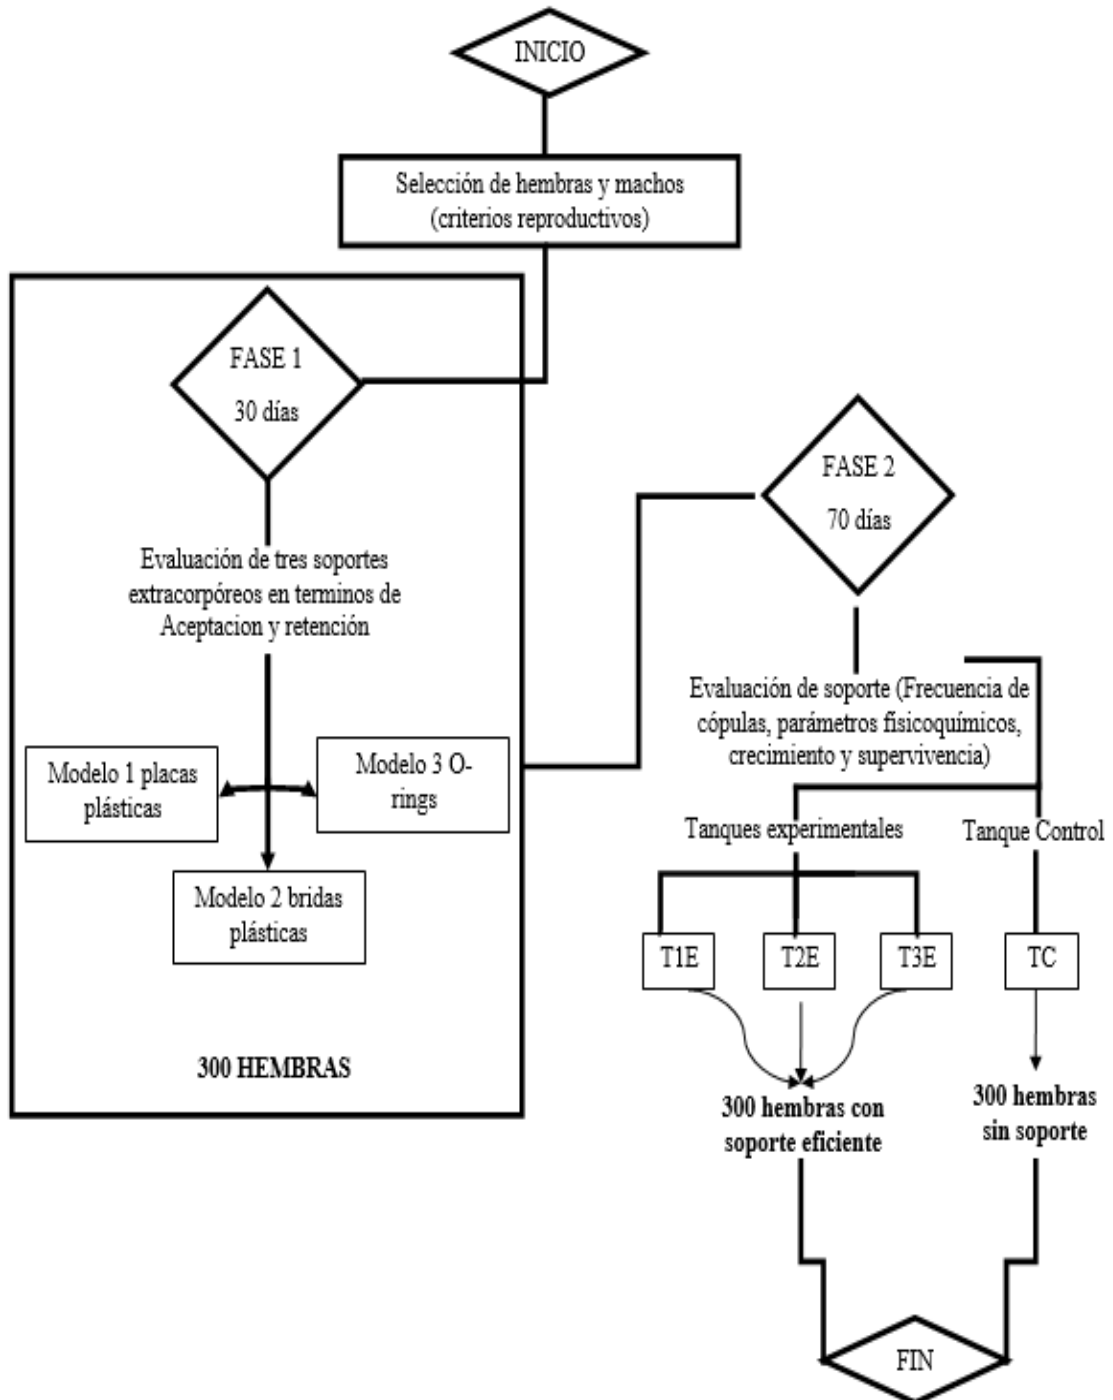 INICIO
Selección de hembras y machos
(criterios reproductivos)
FASE 1
30 días
Evaluación de tres soportes
extracorpóreos en terminos de
Aceptacion y retención
Modelo 1 placas
plásticas
Modelo 3 O-
rings
Modelo 2 bridas
plásticas
300 HEMBRAS
FASE 2
70 días
Evaluación de soporte (Frecuencia de
cópulas, parámetros físicoquímicos,
crecimiento y supervivencia)
Tanques experimentales
Tanque Control
T1E
T2E
T3E
TC
300 hembras con
soporte eficiente
300 hembras
sin soporte
FIN